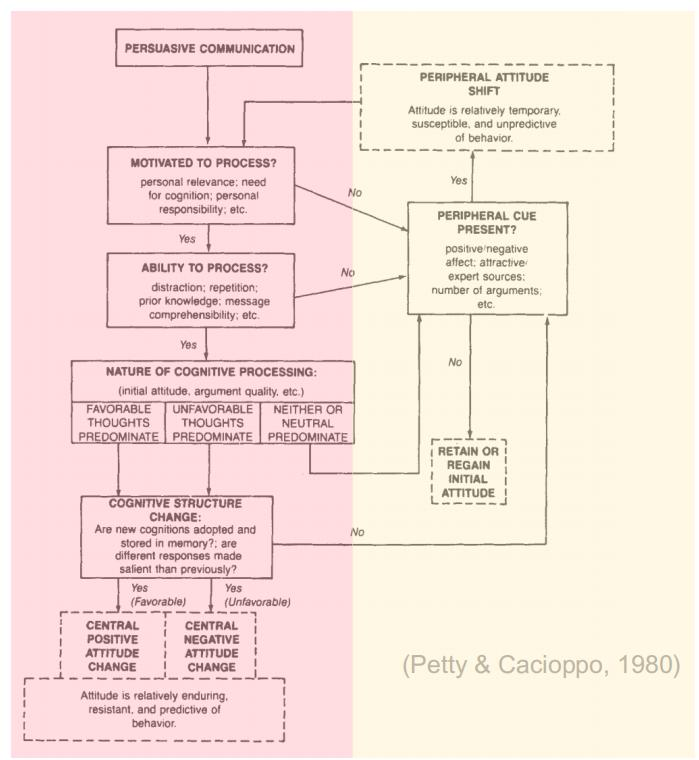 PERSUASIVE COMMUNICATION
PERIPHERAL ATTITUDE
SHIFT
Attitude is relatively temporary,
susceptible, and unpredictive
of behavior.
MOTIVATED TO PROCESS?
personal relevance; need
for cognition; personal
responsibility; etc.
No
Yes
PERIPHERAL CUE
PRESENT?
positive/negative
affect; attractive/
expert sources;
number of arguments;
etc.
Yes
ABILITY TO PROCESS?
distraction; repetition;
prior knowledge; message
comprehensibility; etc.
No
Yes
NATURE OF COGNITIVE PROCESSING:
(initial attitude, argument quality, etc.)
FAVORABLE
THOUGHTS
PREDOMINATE
UNFAVORABLE
THOUGHTS
PREDOMINATE
NEITHER OR
NEUTRAL
PREDOMINATE
No
RETAIN OR
REGAIN
INITIAL
ATTITUDE
COGNITIVE STRUCTURE
CHANGE:
Are new cognitions adopted and
stored in memory?; are
different responses made
salient than previously?
No
Yes
(Favorable)
Yes
(Unfavorable)
CENTRAL
POSITIVE
ATTITUDE
CHANGE
CENTRAL
NEGATIVE
ATTITUDE
CHANGE
Attitude is relatively enduring,
resistant, and predictive of
behavior.
(Petty & Cacioppo, 1980)